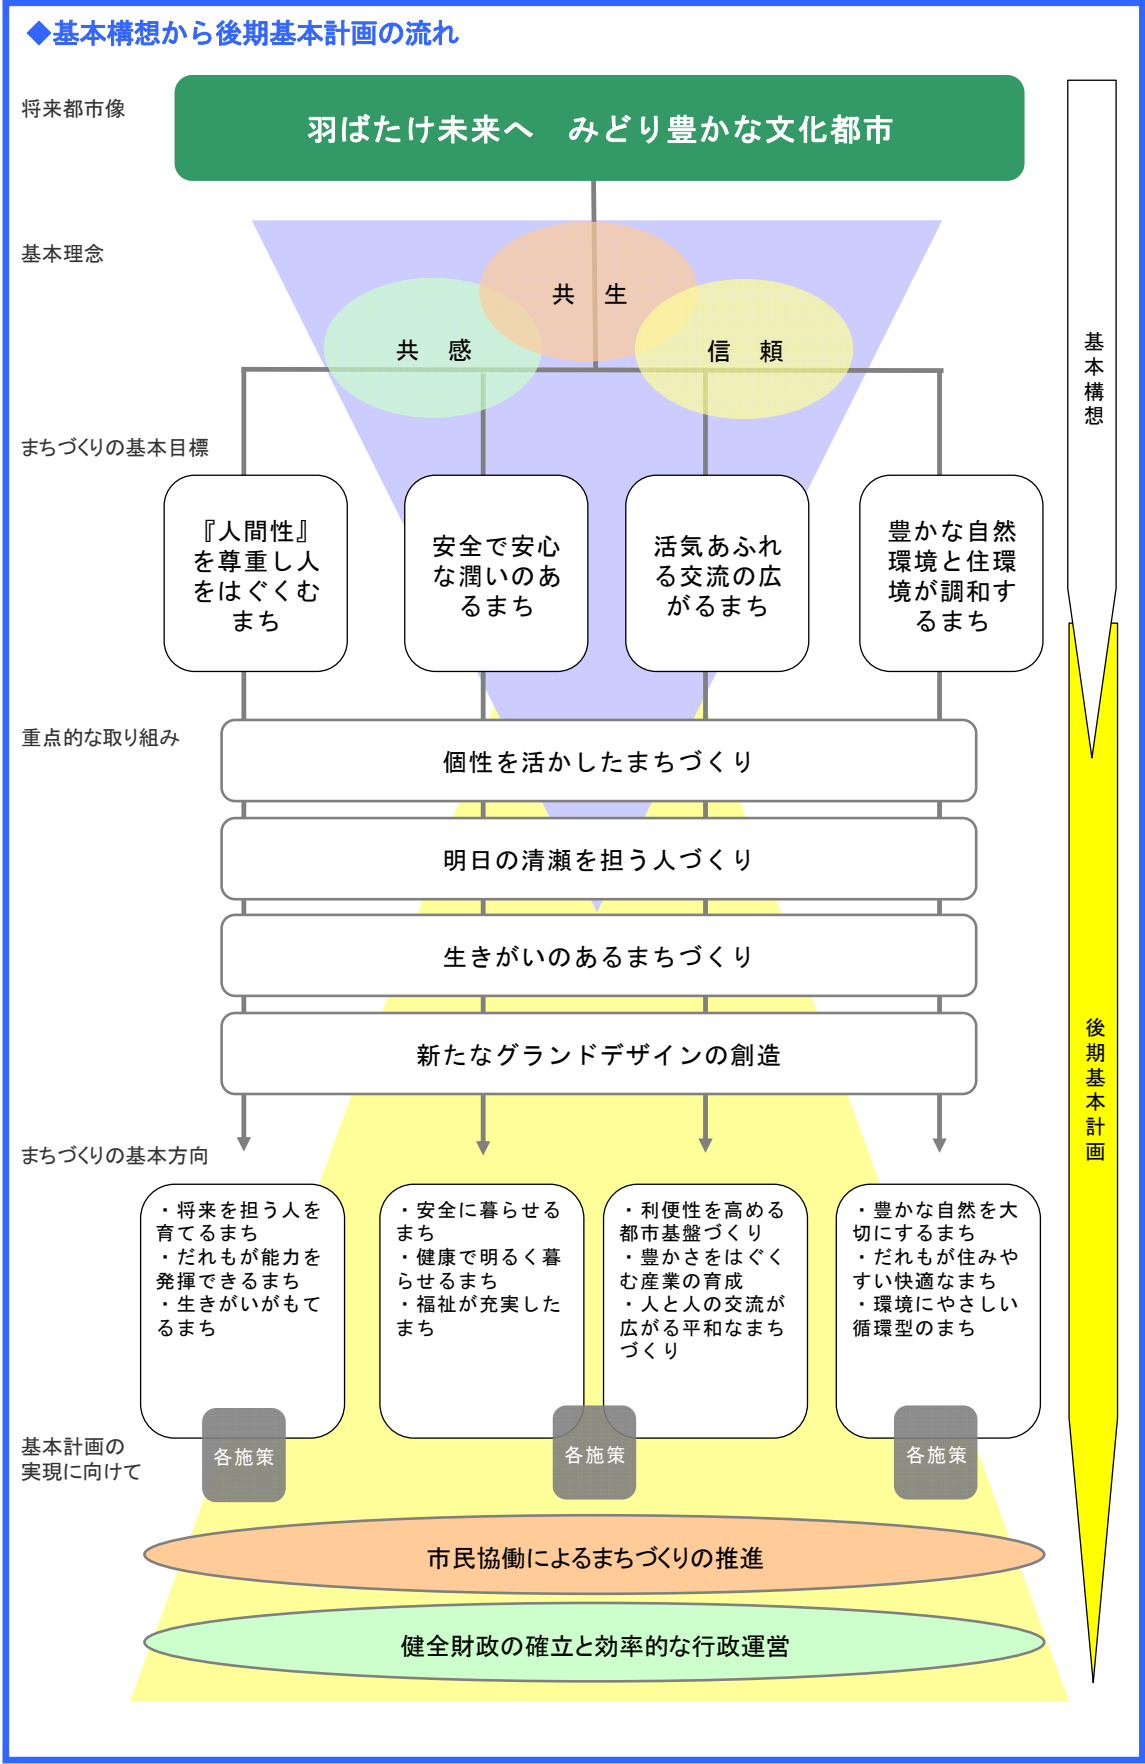 ◆基本構想から後期基本計画の流れ
将来都市像
羽ばたけ未来へ　みどり豊かな文化都市
基本理念
共　生
共　感
信　頼
基本構想
まちづくりの基本目標
『人間性』
を尊重し人
をはぐくむ
まち
安全で安心
な潤いのあ
るまち
活気あふれ
る交流の広
がるまち
豊かな自然
環境と住環
境が調和す
るまち
重点的な取り組み
個性を活かしたまちづくり
明日の清瀬を担う人づくり
生きがいのあるまちづくり
新たなグランドデザインの創造
後期基本計画
まちづくりの基本方向
・将来を担う人を
育てるまち
・だれもが能力を
発揮できるまち
・生きがいがもて
るまち
・安全に暮らせる
まち
・健康で明るく暮
らせるまち
・福祉が充実した
まち
・利便性を高める
都市基盤づくり
・豊かさをはぐく
む産業の育成
・人と人の交流が
広がる平和なまち
づくり
・豊かな自然を大
切にするまち
・だれもが住みや
すい快適なまち
・環境にやさしい
循環型のまち
基本計画の
実現に向けて
各施策
各施策
各施策
市民協働によるまちづくりの推進
健全財政の確立と効率的な行政運営